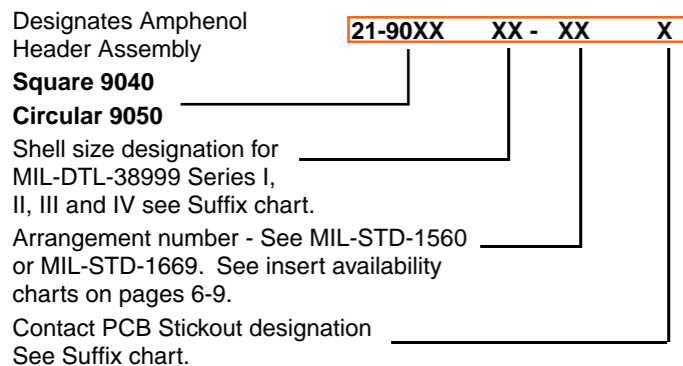 Designates Amphenol
Header Assembly
21-90XX XX - XX X
Square 9040
Circular 9050
Shell size designation for
MIL-DTL-38999 Series I,
II, III and IV see Suffix chart.
Arrangement number - See MIL-STD-1560
or MIL-STD-1669. See insert availability
charts on pages 6-9.
Contact PCB Stickout designation
See Suffix chart.